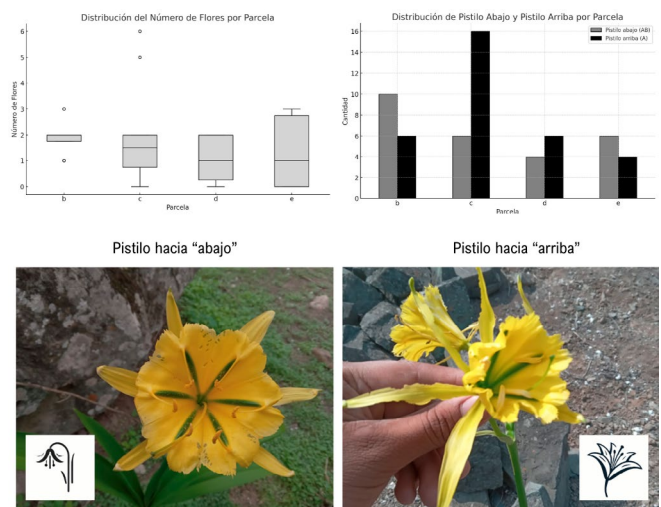 Distribución del Número de Flores por Parcela
6
5
4
3
2
1
0
Número de Flores
b c d e
Parcela
Distribución de Pistilo Abajo y Pistilo Arriba por Parcela
Pistilo abajo (AB)
Pistilo arriba (A)
16
14
12
10
8
6
4
2
0
Cantidad
b c d e
Parcela
Pistilo hacia “abajo”
Pistilo hacia “arriba”